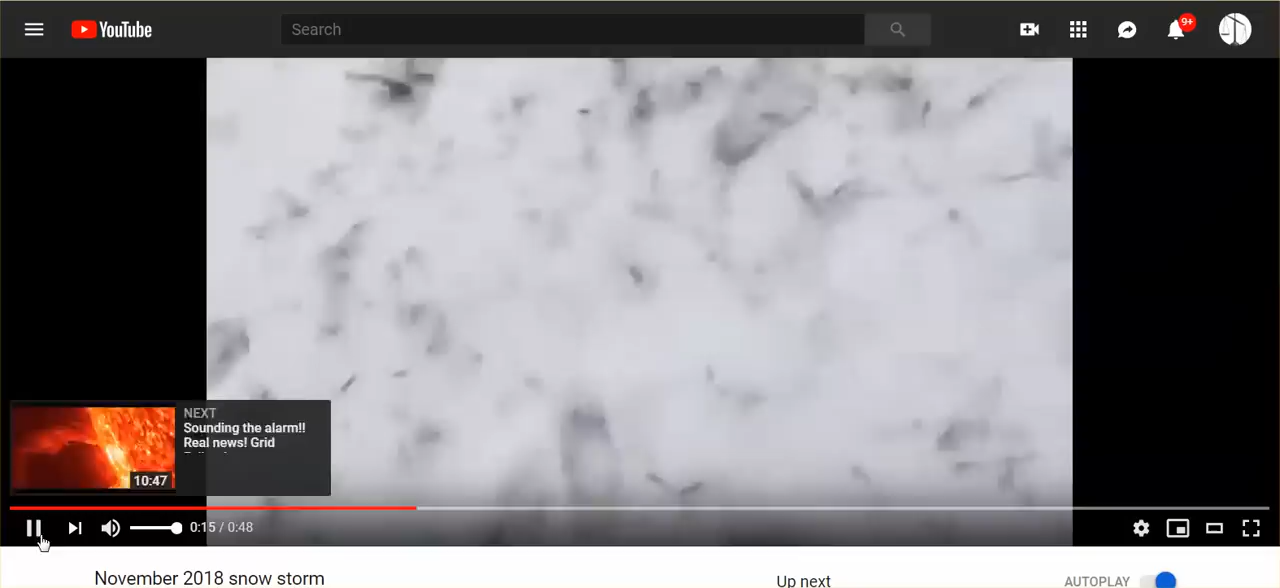 YouTube
Search
9+
NEXT
Sounding the alarm!!
Real news! Grid
10:47
0:15 / 0:48
November 2018 snow storm
Up next
AUTOPLAY